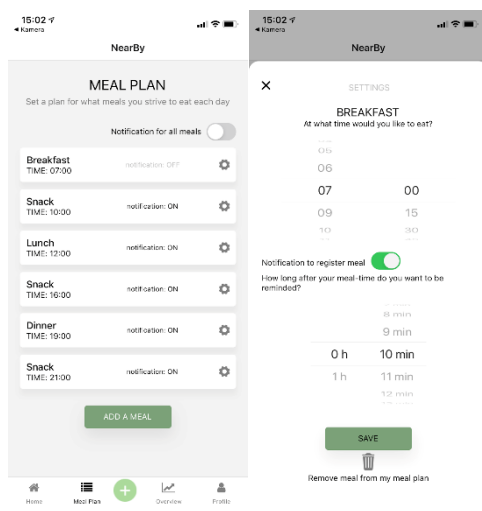 15:02
◀ Kamera
NearBy
MEAL PLAN
Set a plan for what meals you strive to eat each day
Notification for all meals
Breakfast
TIME: 07:00
notification: OFF
Snack
TIME: 10:00
notification: ON
Lunch
TIME: 12:00
notification: ON
Snack
TIME: 16:00
notification: ON
Dinner
TIME: 19:00
notification: ON
Snack
TIME: 21:00
notification: ON
ADD A MEAL
Home
Meal Plan
Overview
Profile
15:02
◀ Kamera
NearBy
SETTINGS
BREAKFAST
At what time would you like to eat?
05
06
07 00
09 15
10 30
Notification to register meal
How long after your meal-time do you want to be
reminded?
8 min
9 min
0 h 10 min
1 h 11 min
12 min
SAVE
Remove meal from my meal plan